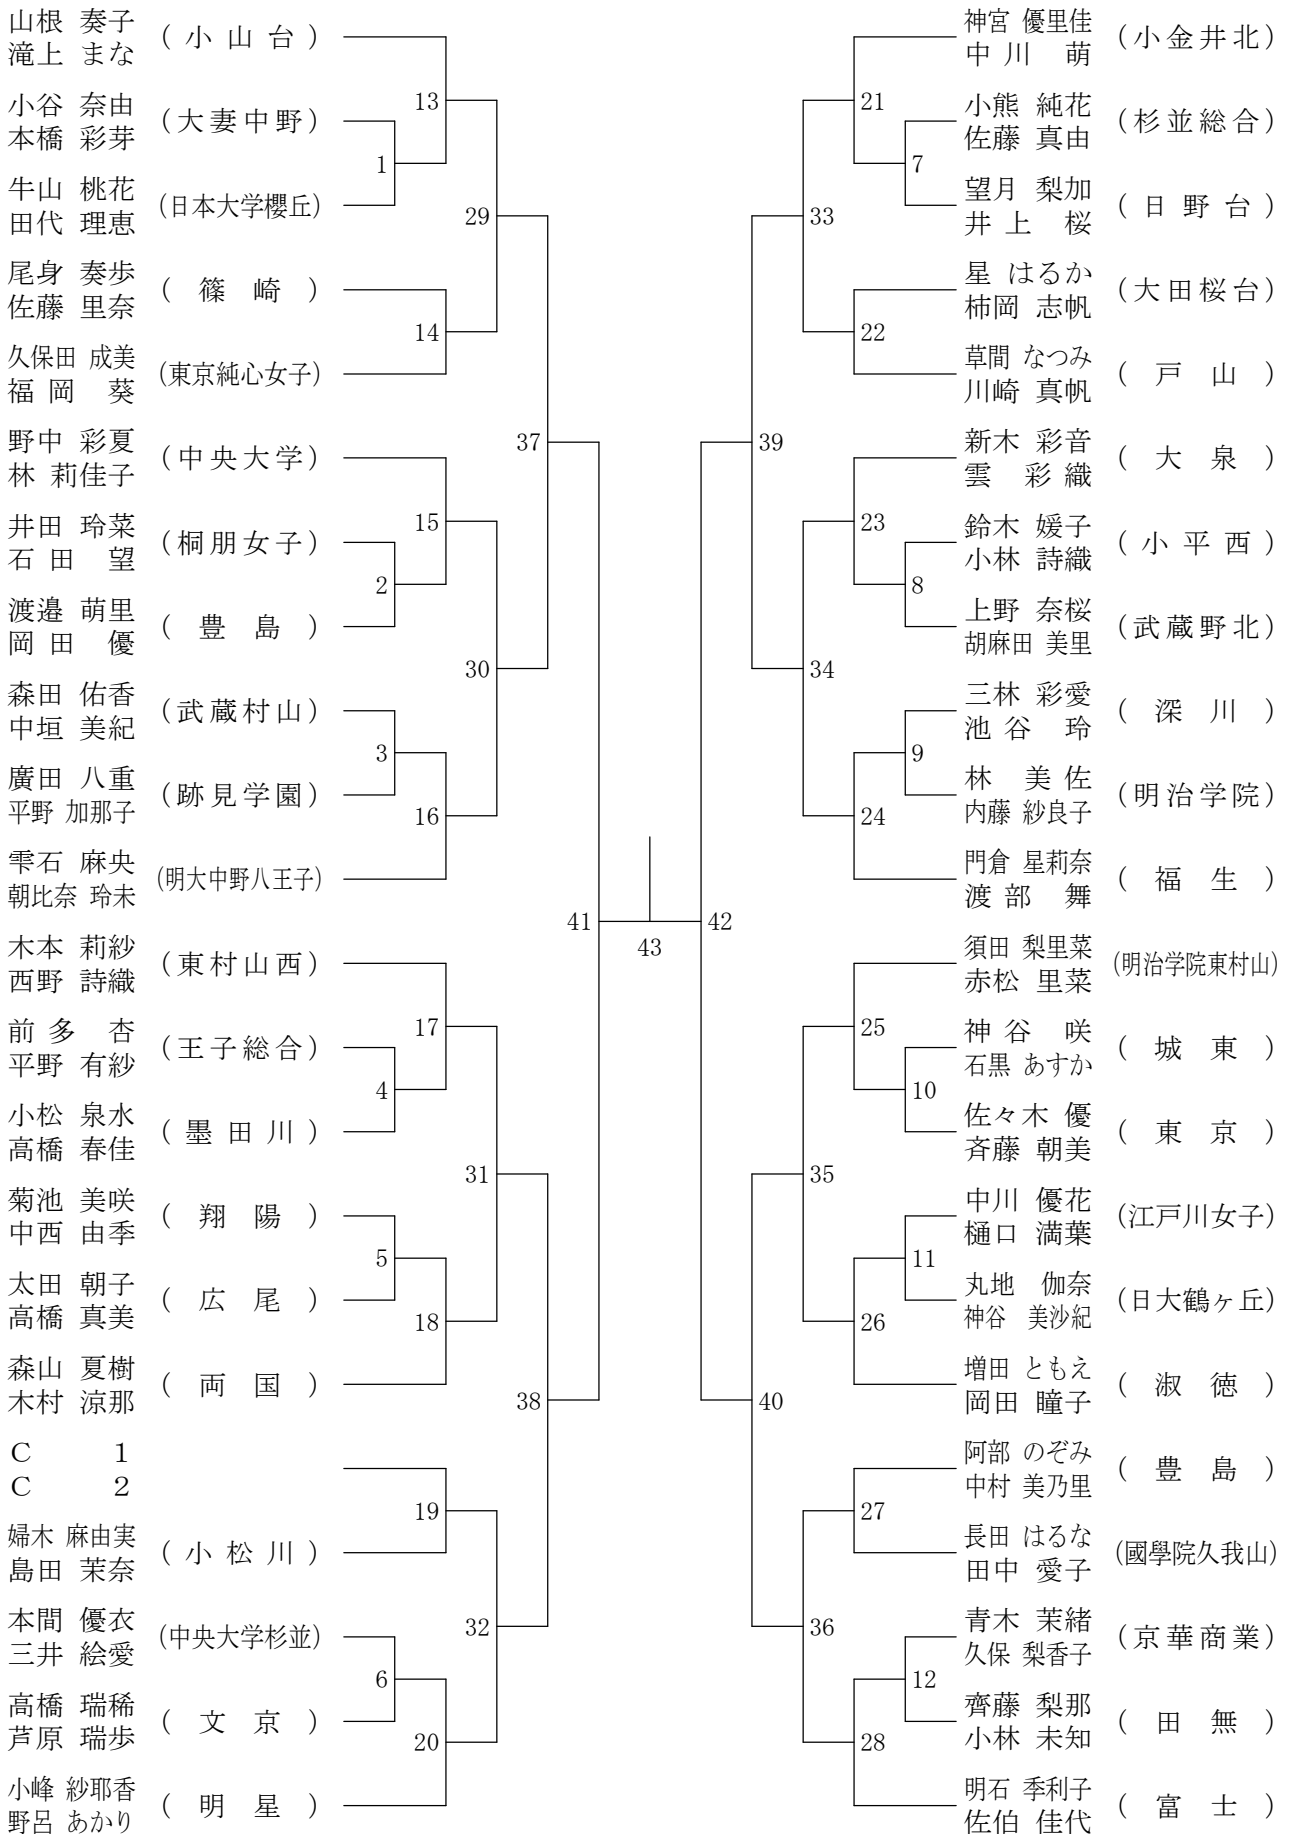 山根 奏子
滝上 まな
(小山台)
小谷 奈由
本橋 彩芽
(大妻中野)
牛山 桃花
田代 理恵
(日本大学櫻丘)
尾身 奏歩
佐藤 里奈
(篠崎)
久保田 成美
福岡 葵
(東京純心女子)
野中 彩夏
林 莉佳子
(中央大学)
井田 玲菜
石田 望
(桐朋女子)
渡邉 萌里
岡田 優
(豊島)
森田 佑香
中垣 美紀
(武蔵村山)
廣田 八重
平野 加那子
(跡見学園)
雫石 麻央
朝比奈 玲未
(明大中野八王子)
木本 莉紗
西野 詩織
(東村山西)
前多 杏
平野 有紗
(王子総合)
小松 泉水
高橋 春佳
(墨田川)
菊池 美咲
中西 由季
(翔陽)
太田 朝子
高橋 真美
(広尾)
森山 夏樹
木村 涼那
(両国)
C 1
C 2
婦木 麻由実
島田 茉奈
(小松川)
本間 優衣
三井 絵愛
(中央大学杉並)
高橋 瑞稀
芦原 瑞歩
(文京)
小峰 紗耶香
野呂 あかり
(明星)
1
2
3
4
5
6
13
14
15
16
17
18
19
20
29
30
31
32
37
38
41
43
42
39
40
33
34
35
36
21
22
23
24
25
26
27
28
7
8
9
10
11
12
神宮 優里佳
中川 萌
(小金井北)
小熊 純花
佐藤 真由
(杉並総合)
望月 梨加
井上 桜
(日野台)
星 はるか
柿岡 志帆
(大田桜台)
草間 なつみ
川崎 真帆
(戸山)
新木 彩音
雲 彩織
(大泉)
鈴木 媛子
小林 詩織
(小平西)
上野 奈桜
胡麻田 美里
(武蔵野北)
三林 彩愛
池谷 玲
(深川)
林 美佐
内藤 紗良子
(明治学院)
門倉 星莉奈
渡部 舞
(福生)
須田 梨里菜
赤松 里菜
(明治学院東村山)
神谷 咲
石黒 あすか
(城東)
佐々木 優
斉藤 朝美
(東京)
中川 優花
樋口 満葉
(江戸川女子)
丸地 伽奈
神谷 美沙紀
(日大鶴ヶ丘)
増田 ともえ
岡田 瞳子
(淑徳)
阿部 のぞみ
中村 美乃里
(豊島)
長田 はるな
田中 愛子
(國學院久我山)
青木 茉緒
久保 梨香子
(京華商業)
齊藤 梨那
小林 未知
(田無)
明石 季利子
佐伯 佳代
(富士)